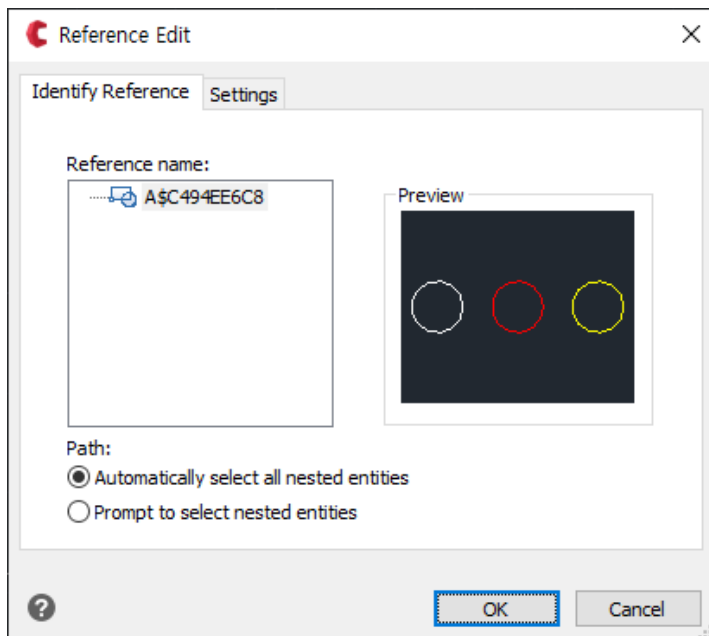 Reference Edit
Identify Reference
Settings
Reference name:
A$C494EE6C8
Preview
Path:
Automatically select all nested entities
Prompt to select nested entities
?
OK
Cancel